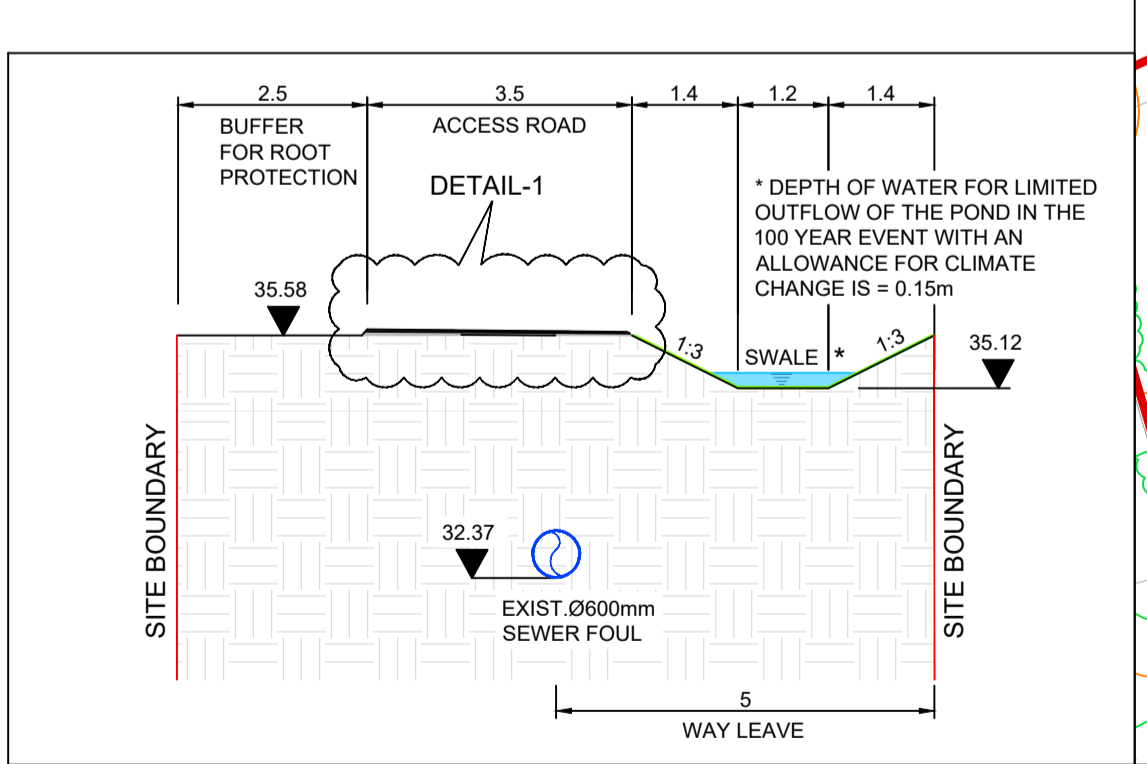 2.5
3.5
1.4
1.2
1.4
BUFFER
FOR ROOT
PROTECTION
ACCESS ROAD
DETAIL-1
* DEPTH OF WATER FOR LIMITED
OUTFLOW OF THE POND IN THE
100 YEAR EVENT WITH AN
ALLOWANCE FOR CLIMATE
CHANGE IS = 0.15m
35.58
1:3
SWALE *
1:3
35.12
SITE BOUNDARY
32.37
EXIST.Ø600mm
SEWER FOUL
SITE BOUNDARY
5
WAY LEAVE